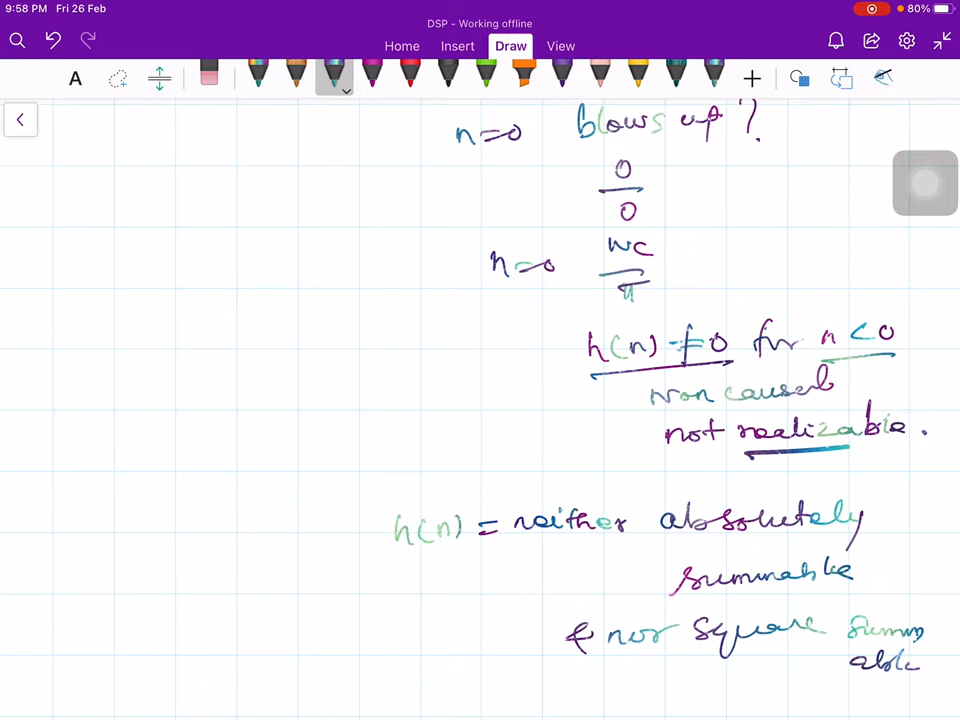 9:58 PM Fri 26 Feb
80%
DSP - Working offline
Home Insert Draw View
A
n=0 blows up ?
0
0
n=0 wc
π
h(n) ≠ 0 for n < 0
Non causal
not realizable.
h(n) = neither absolutely
summable
& nor square summ
able